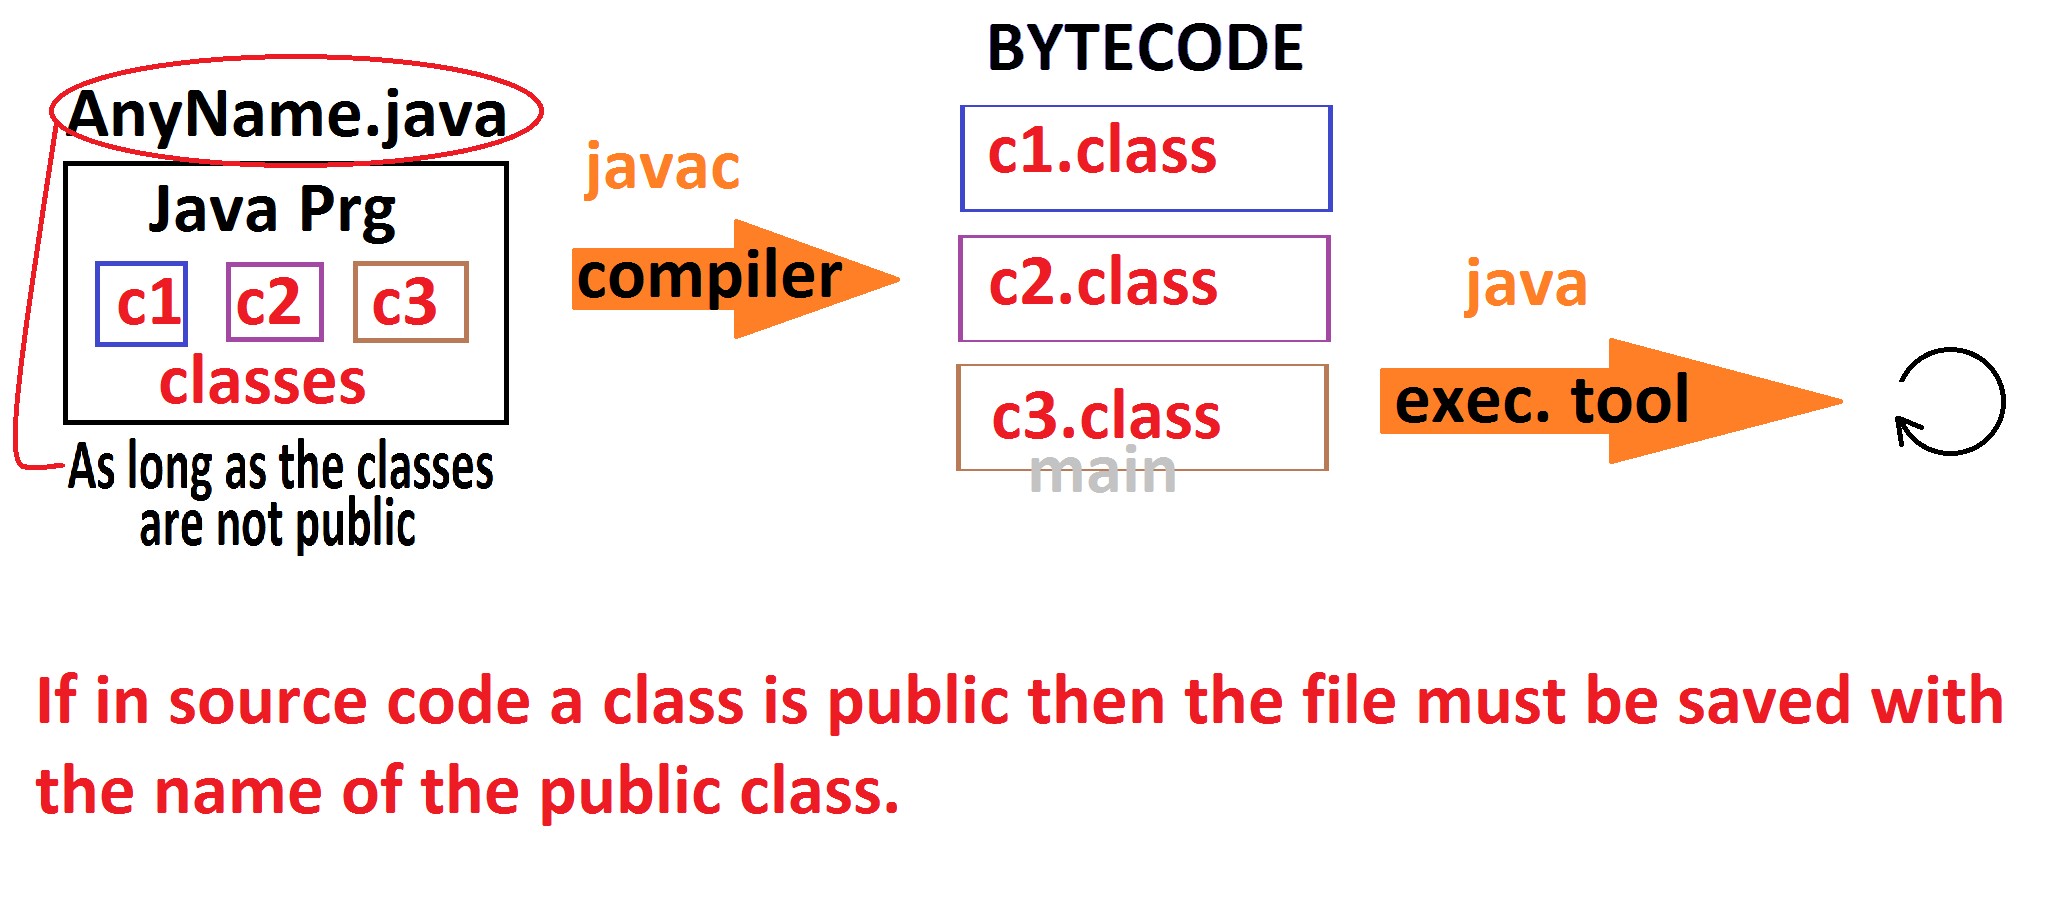 BYTECODE
AnyName.java
Java Prg
c1 c2 c3
classes
As long as the classes
are not public
javac
compiler
c1.class
c2.class
c3.class
main
java
exec. tool
If in source code a class is public then the file must be saved with
the name of the public class.